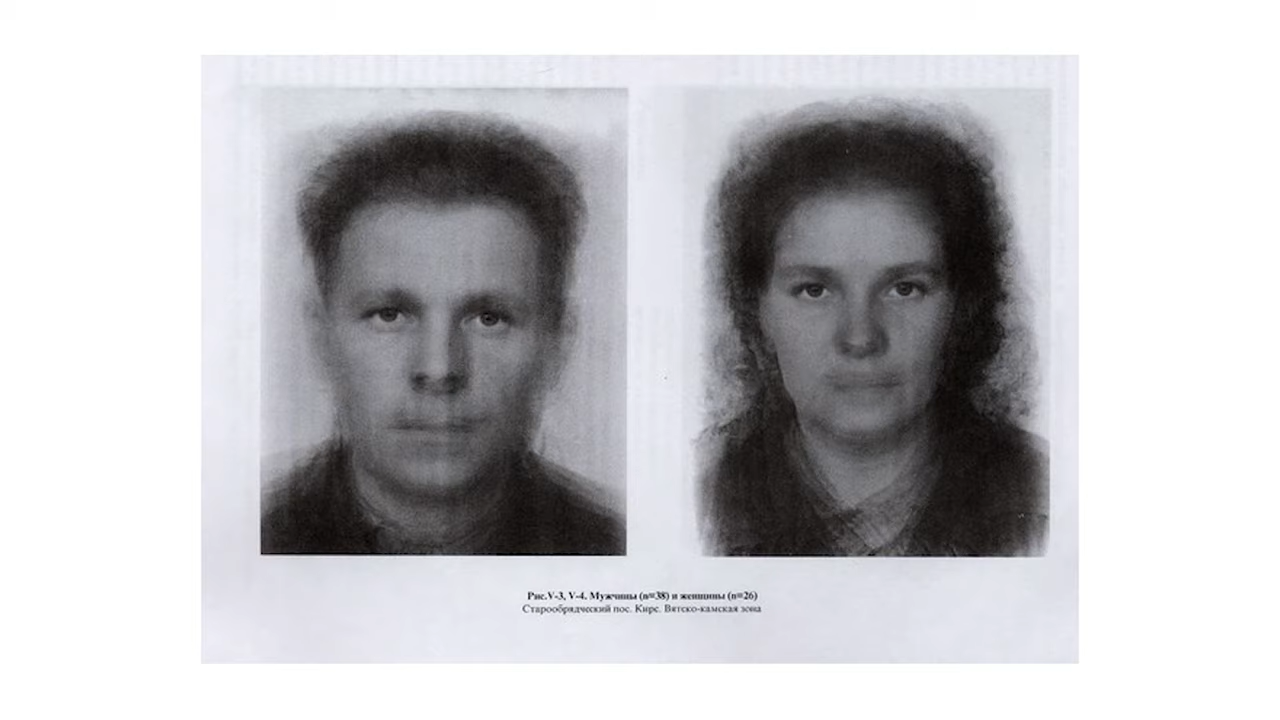 Рис.V-3, V-4. Мужчины (n=38) и женщины (n=26)
Старообрядческий пос. Кирс. Вятско-камская зона